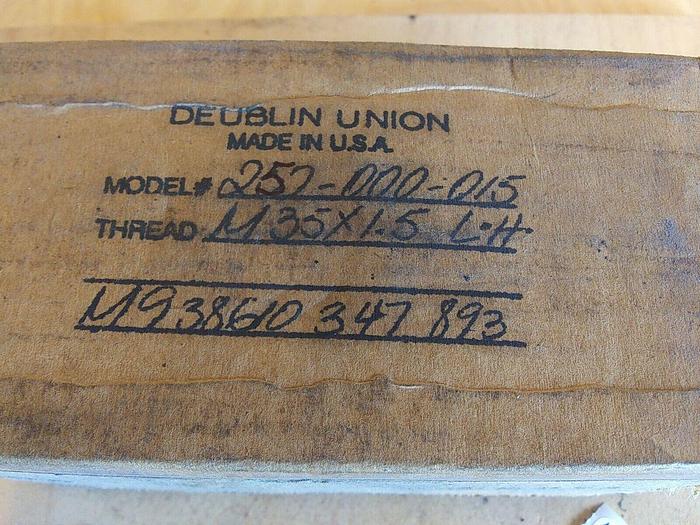 DEUBLIN UNION
MADE IN U.S.A.
MODEL# 257-000-015
THREAD M35X1.5 L·H
M938610 347 893